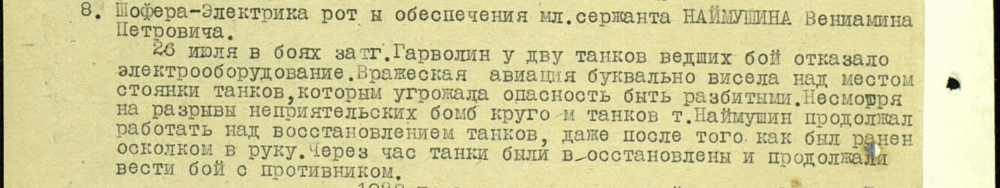 8. Шофера-Электрика рот ы обеспечения мл.сержанта НАЙМУШИНА Вениамина
Петровича.
26 июля в боях затг.Гарволин у дву танков ведших бой отказало
электрооборудование.Вражеская авиация буквально висела над местом
стоянки танков,которым угрожала опасность быть разбитыми.Несмотря
на разрывы неприятельских бомб круго м танков т.Наймушин продолжал
работать над восстановлением танков, даже после того как был ранен
осколком в руку.Через час танки были в осстановлены и продолжали
вести бой с противником.